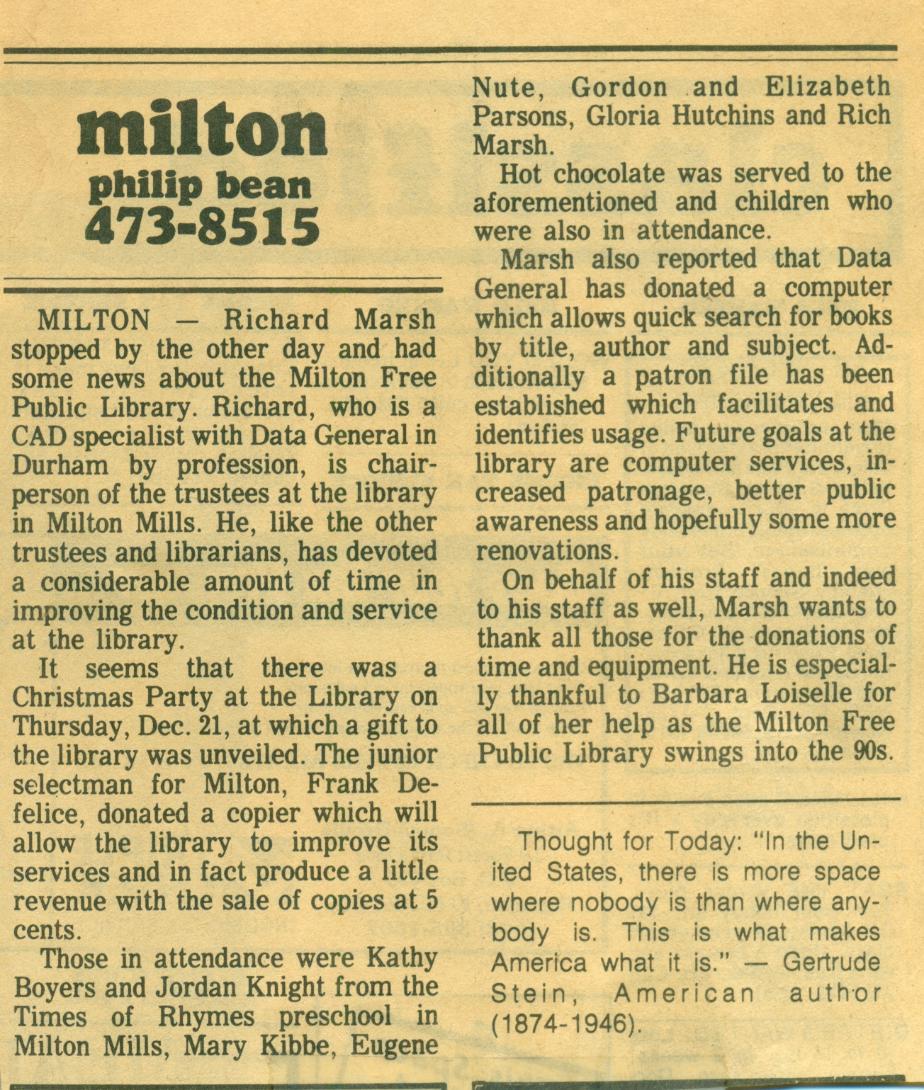 milton
philip bean
473-8515
MILTON — Richard Marsh
stopped by the other day and had
some news about the Milton Free
Public Library. Richard, who is a
CAD specialist with Data General in
Durham by profession, is chair-
person of the trustees at the library
in Milton Mills. He, like the other
trustees and librarians, has devoted
a considerable amount of time in
improving the condition and service
at the library.
It seems that there was a
Christmas Party at the Library on
Thursday, Dec. 21, at which a gift to
the library was unveiled. The junior
selectman for Milton, Frank De-
felice, donated a copier which will
allow the library to improve its
services and in fact produce a little
revenue with the sale of copies at 5
cents.
Those in attendance were Kathy
Boyers and Jordan Knight from the
Times of Rhymes preschool in
Milton Mills, Mary Kibbe, Eugene
Nute, Gordon and Elizabeth
Parsons, Gloria Hutchins and Rich
Marsh.
Hot chocolate was served to the
aforementioned and children who
were also in attendance.
Marsh also reported that Data
General has donated a computer
which allows quick search for books
by title, author and subject. Ad-
ditionally a patron file has been
established which facilitates and
identifies usage. Future goals at the
library are computer services, in-
creased patronage, better public
awareness and hopefully some more
renovations.
On behalf of his staff and indeed
to his staff as well, Marsh wants to
thank all those for the donations of
time and equipment. He is especial-
ly thankful to Barbara Loiselle for
all of her help as the Milton Free
Public Library swings into the 90s.
Thought for Today: “In the Un-
ited States, there is more space
where nobody is than where any-
body is. This is what makes
America what it is.” — Gertrude
Stein, American author
(1874-1946).